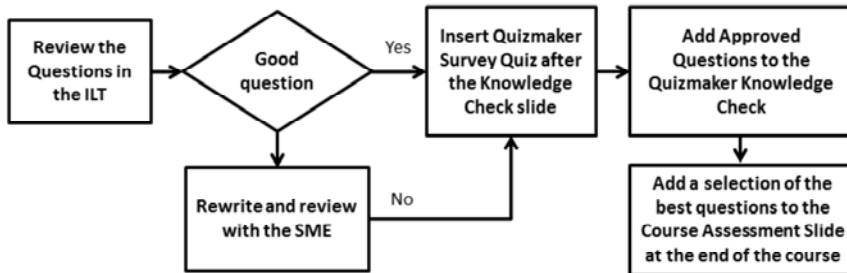 Review the
Questions in
the ILT
Good
question
Yes
Insert Quizmaker
Survey Quiz after
the Knowledge
Check slide
Add Approved
Questions to the
Quizmaker Knowledge
Check
Rewrite and review
with the SME
No
Add a selection of the
best questions to the
Course Assessment Slide
at the end of the course